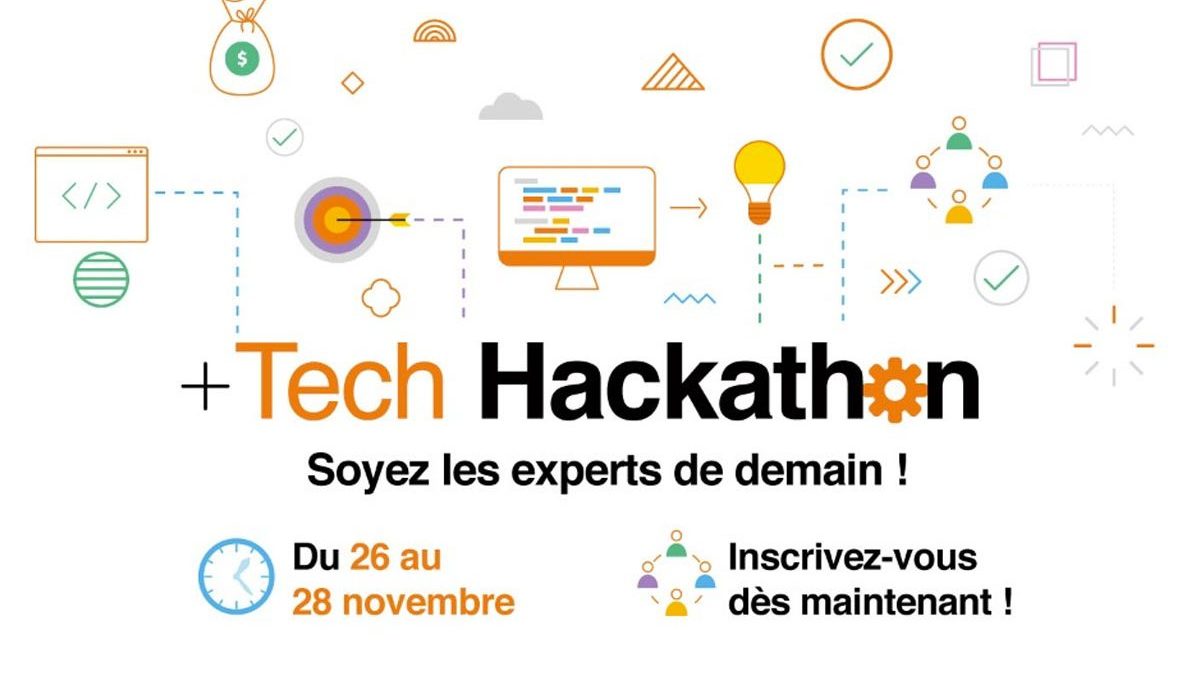 $
</>
+Tech Hackathon
Soyez les experts de demain !
Du 26 au
28 novembre
Inscrivez-vous
dès maintenant !